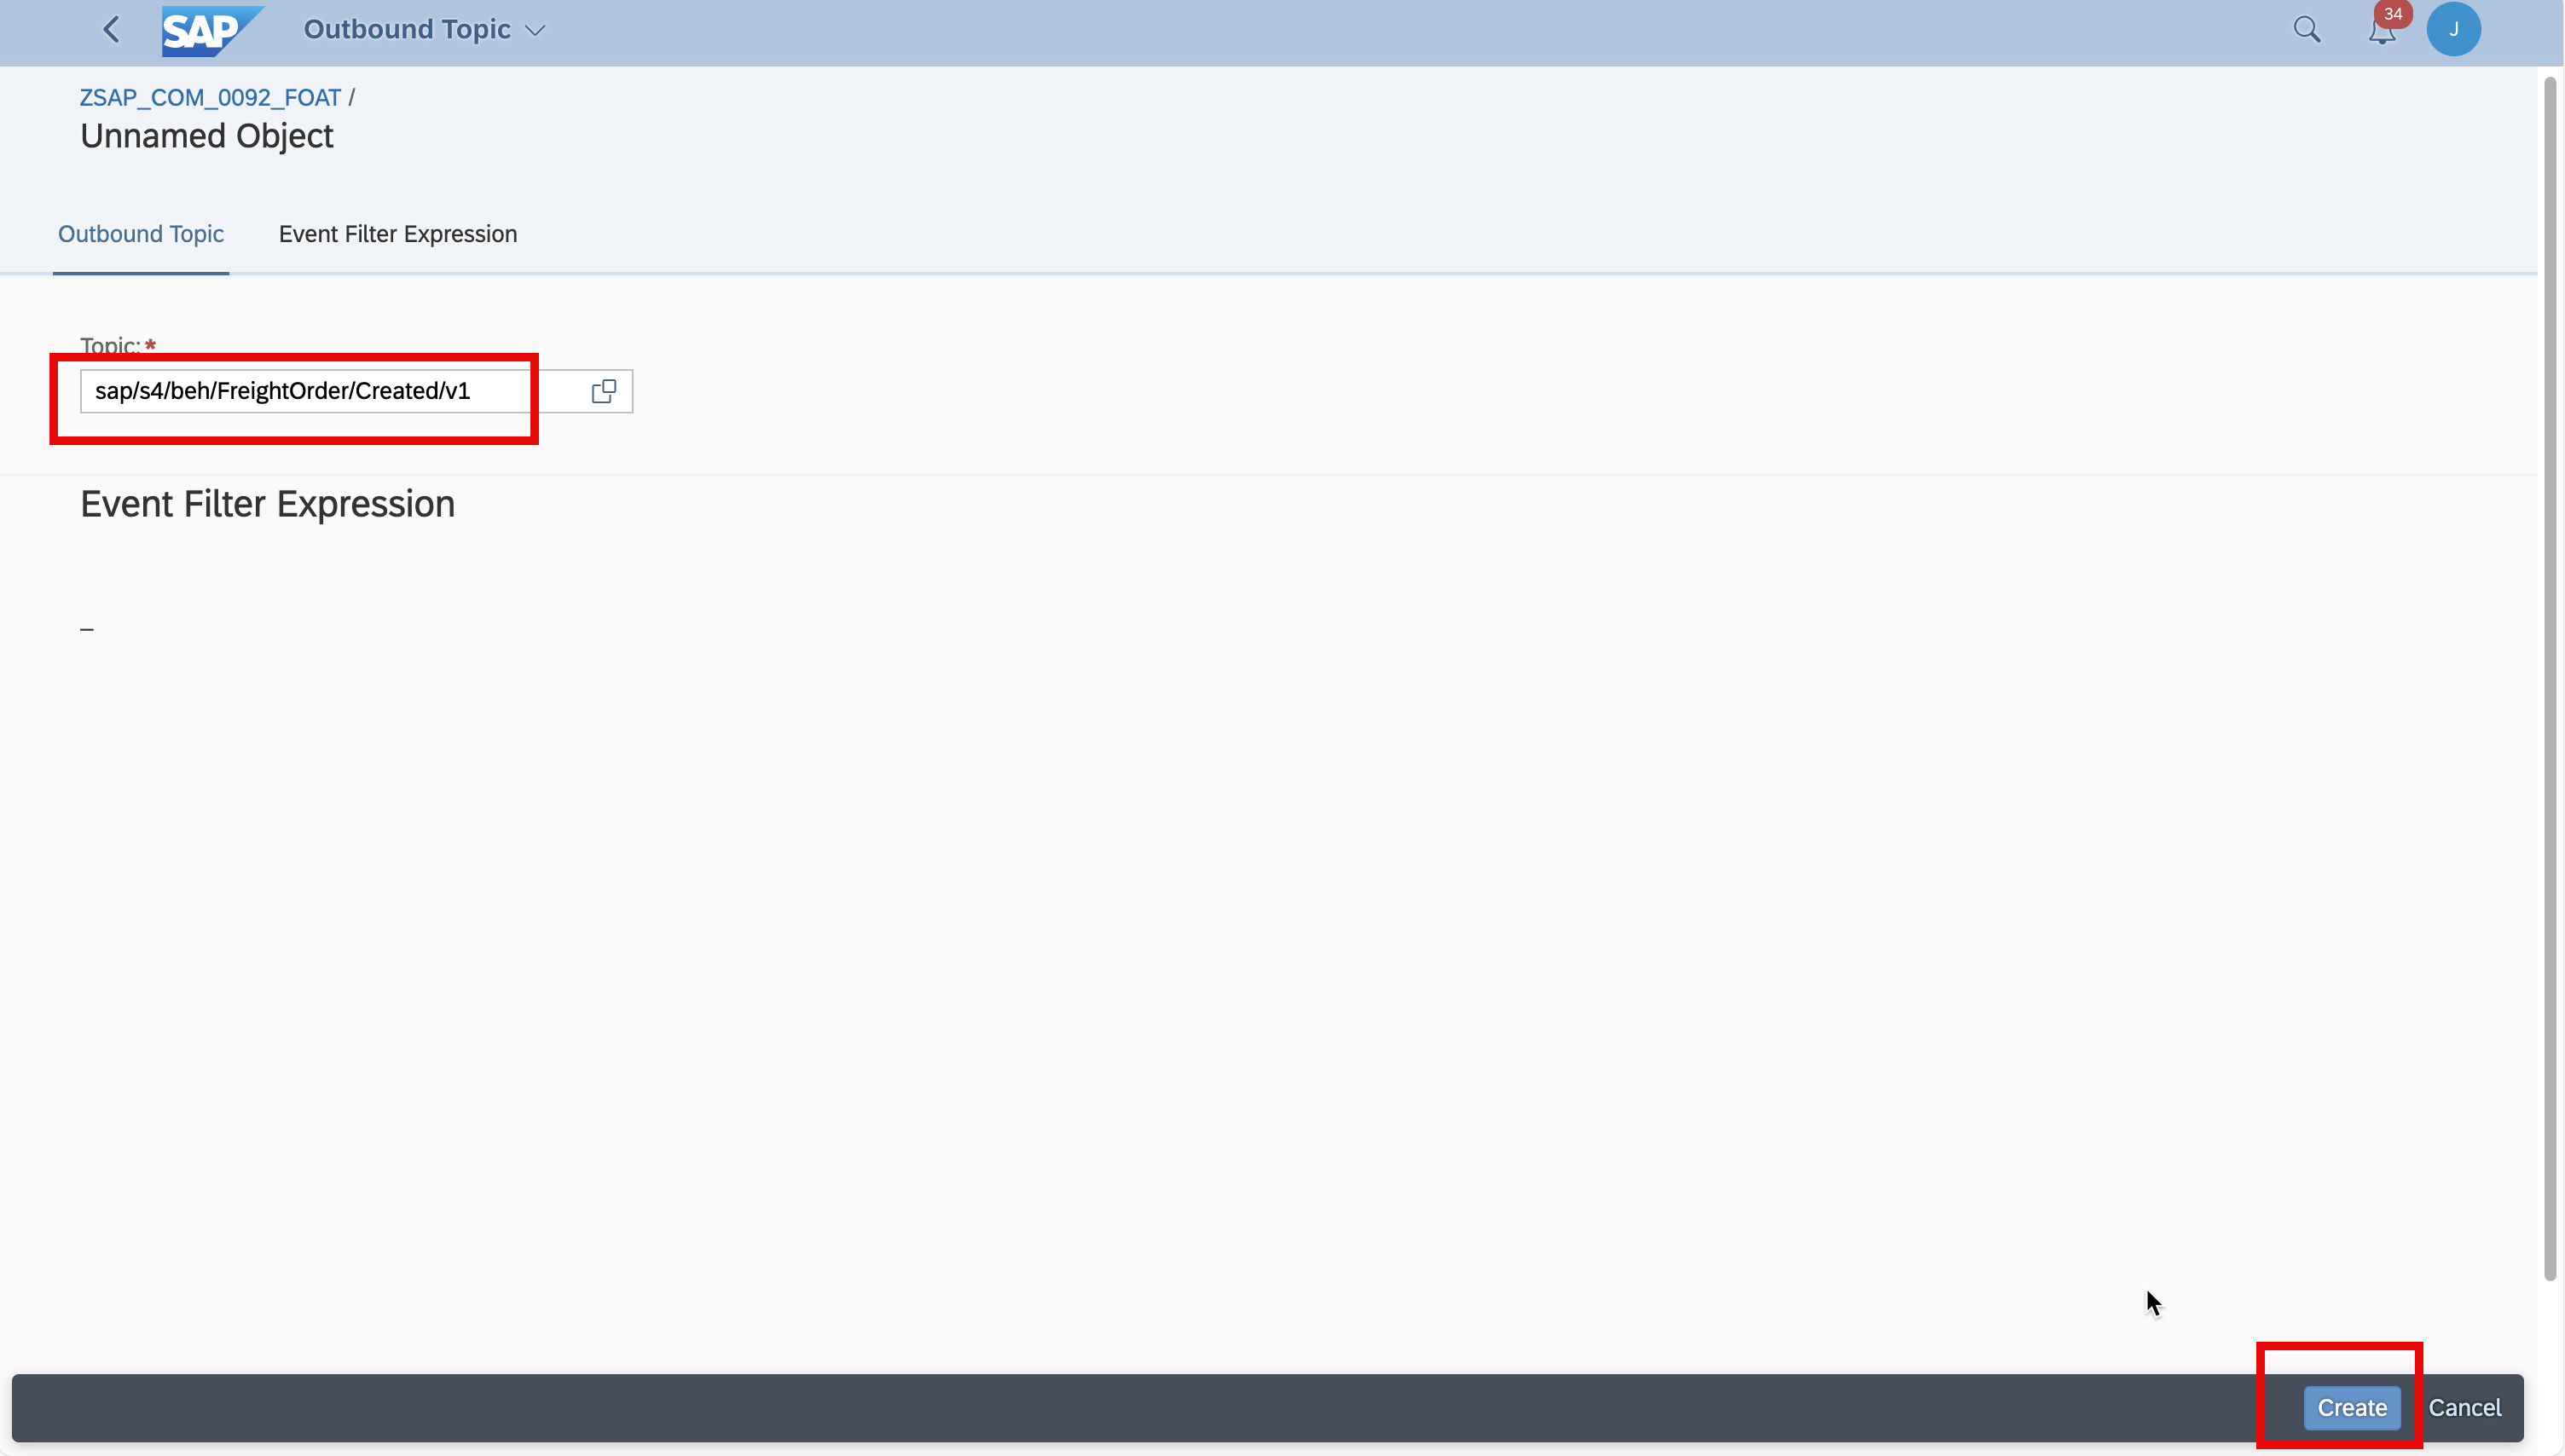 SAP Outbound Topic 34 J
ZSAP_COM_0092_FOAT /
Unnamed Object
Outbound Topic Event Filter Expression
Topic: *
sap/s4/beh/FreightOrder/Created/v1
Event Filter Expression
–
Create Cancel